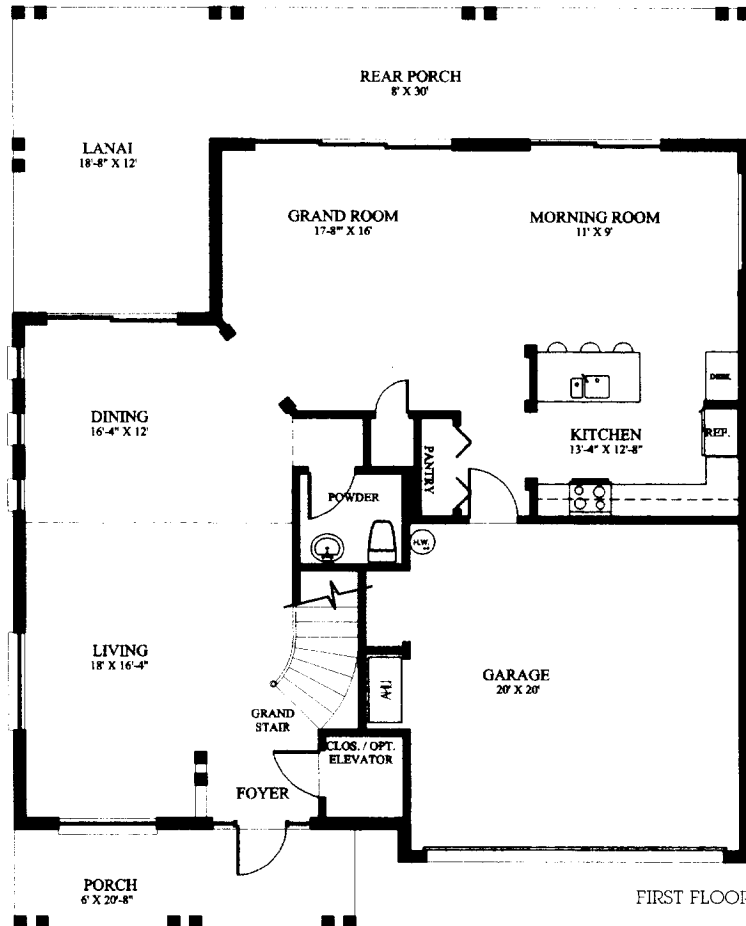 REAR PORCH
8' X 30'
LANAI
18'-8" X 12'
GRAND ROOM
17-8'" X 16'
MORNING ROOM
11' X 9'
DESK
DINING
16'-4" X 12'
KITCHEN
13'-4" X 12'-8"
REF.
PANTRY
POWDER
H.W.
LIVING
18' X 16'-4"
GARAGE
20' X 20'
AHU
GRAND
STAIR
CLOS. / OPT.
ELEVATOR
FOYER
PORCH
6' X 20'-8"
FIRST FLOOR